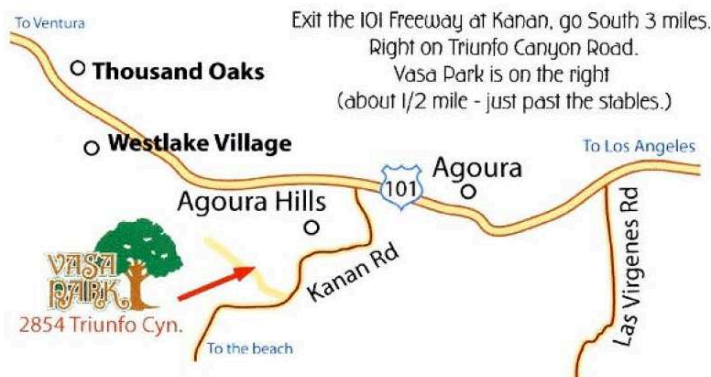 To Ventura
Exit the 101 Freeway at Kanan, go South 3 miles.
Right on Triunfo Canyon Road.
Vasa Park is on the right
(about 1/2 mile - just past the stables.)
Thousand Oaks
Westlake Village
To Los Angeles
Agoura
101
Agoura Hills
VASA
PARK
2854 Triunfo Cyn.
Kanan Rd
Las Virgenes Rd
To the beach